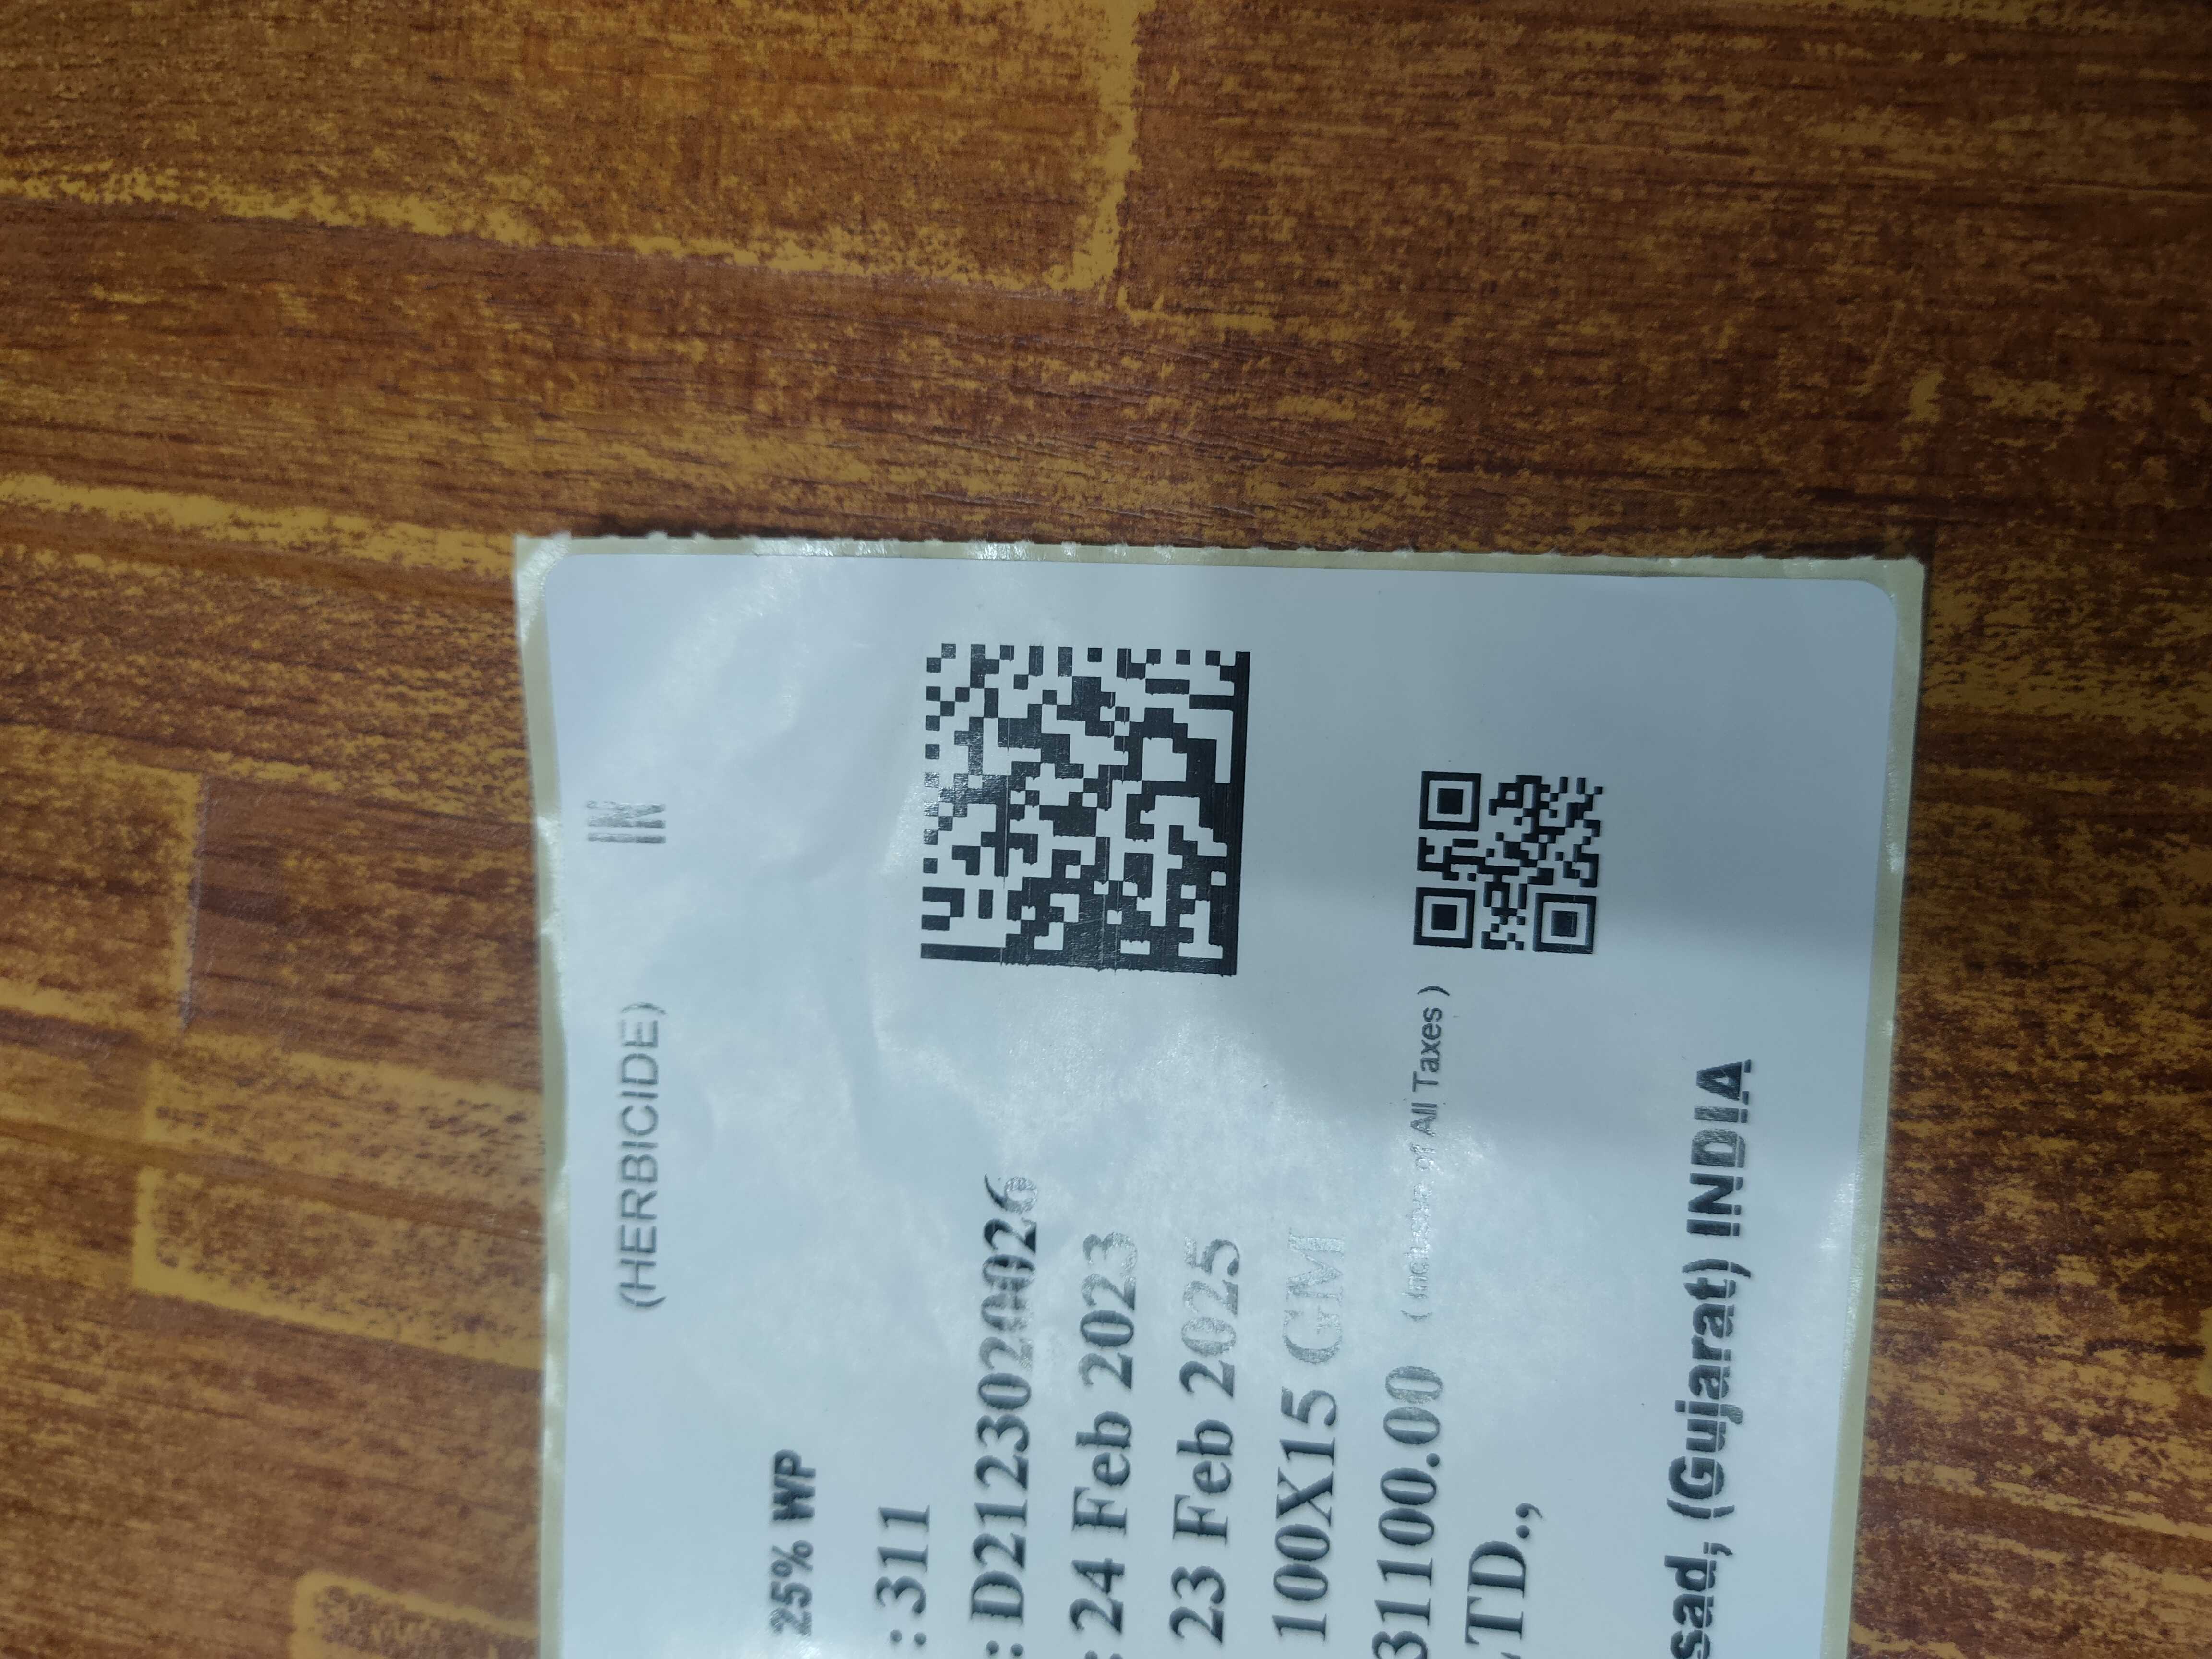 (HERBICIDE) IN
25% WP
: 311
: D2123020026
: 24 Feb 2023
23 Feb 2025
100X15 GM
31100.00 ( Inclusive of All Taxes )
LTD.,
sad, (Gujarat) INDIA